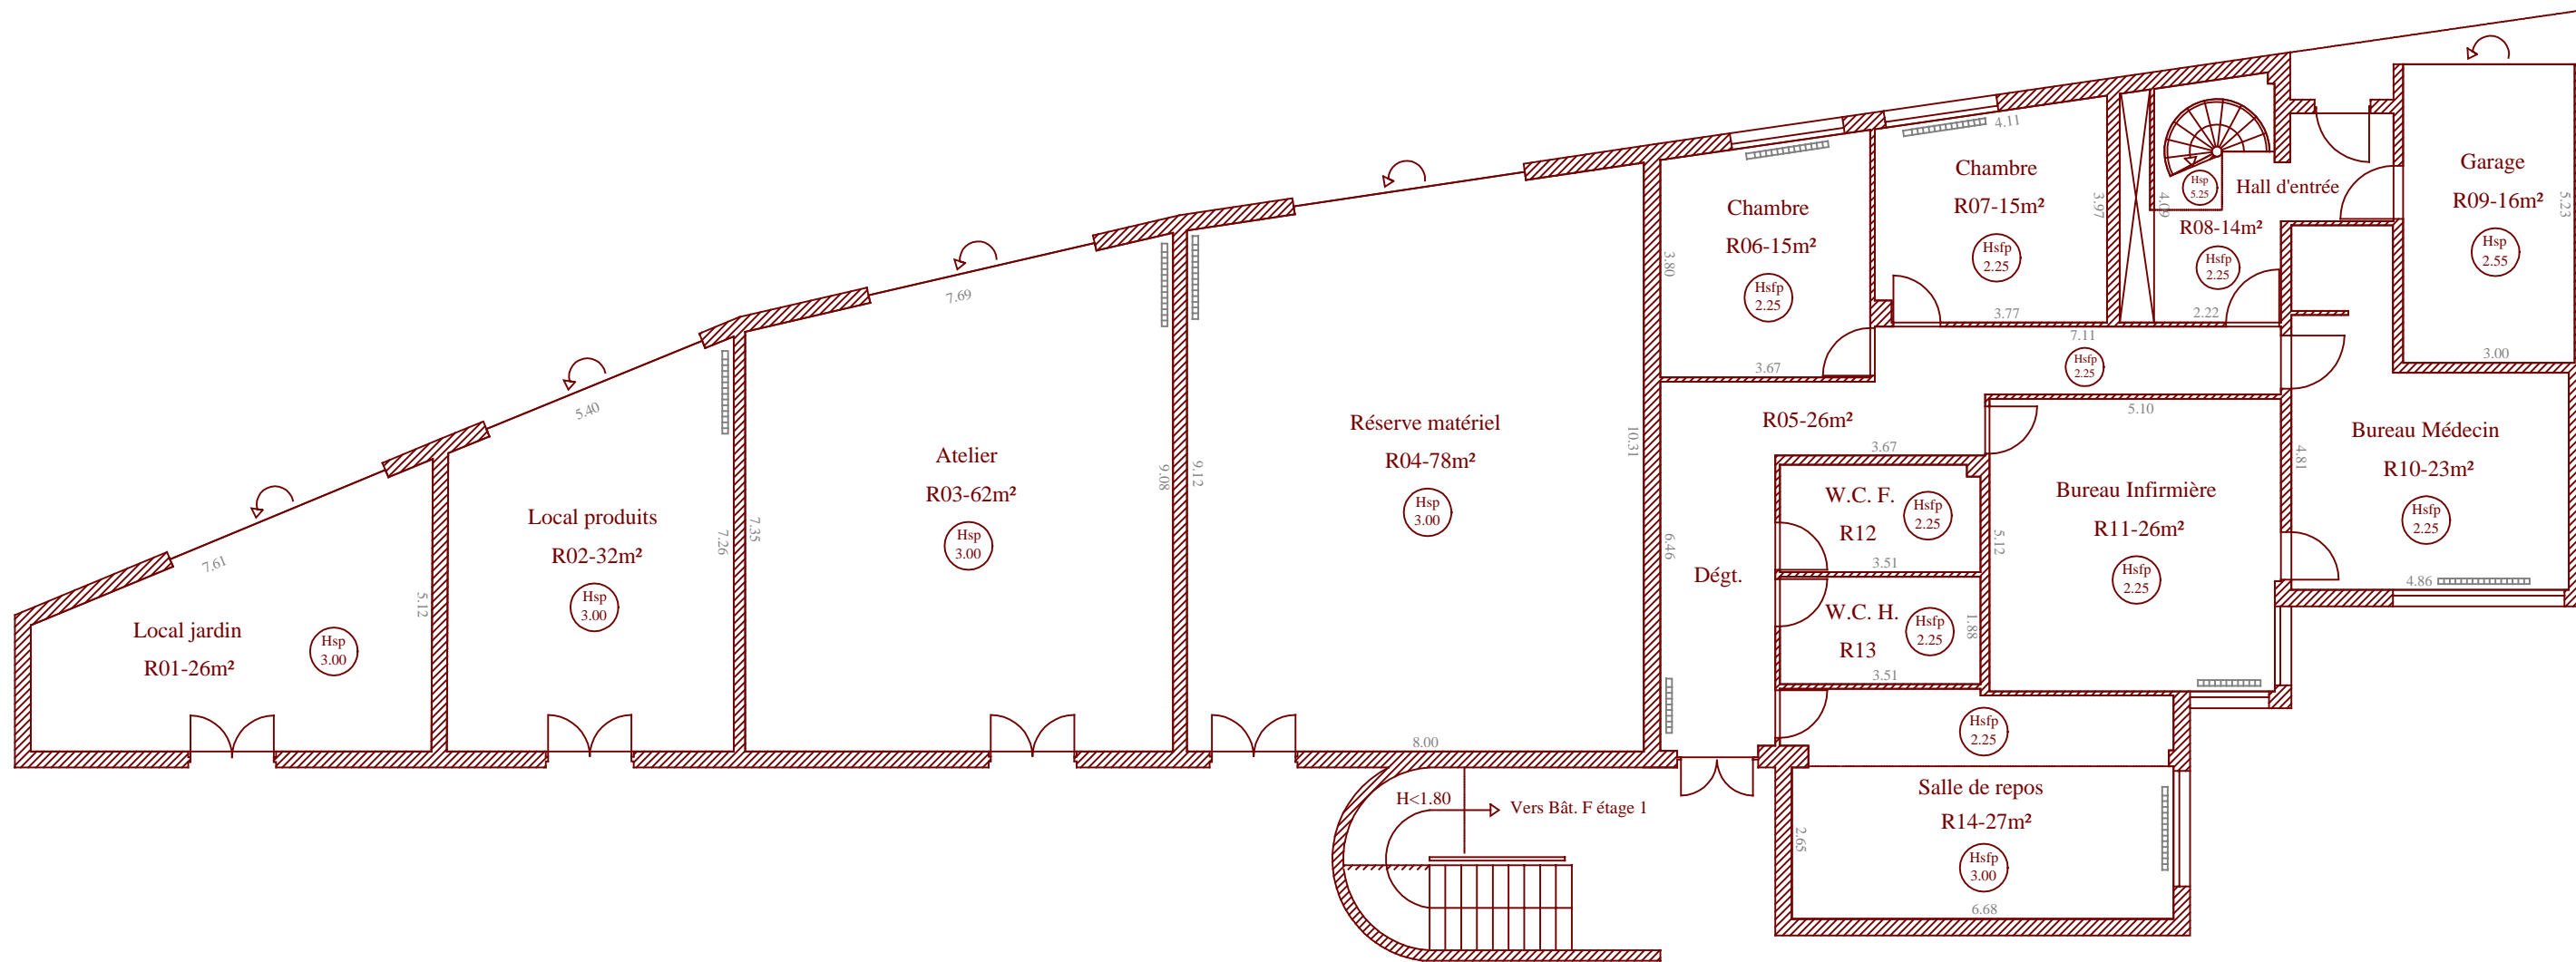 Local jardin
R01-26m²
Hsp
3.00
7.61
5.12
Local produits
R02-32m²
Hsp
3.00
5.40
7.26
Atelier
R03-62m²
Hsp
3.00
7.69
7.35
9.08
Réserve matériel
R04-78m²
Hsp
3.00
9.12
10.31
8.00
H<1.80
Vers Bât. F étage 1
Chambre
R06-15m²
Hsfp
2.25
3.80
3.67
Chambre
R07-15m²
Hsfp
2.25
4.11
3.97
3.77
Hsp
5.25
4.09
Hall d'entrée
R08-14m²
Hsfp
2.25
2.22
Garage
R09-16m²
Hsp
2.55
5.23
3.00
7.11
Hsfp
2.25
R05-26m²
3.67
6.46
Dégt.
W.C. F.
R12
Hsfp
2.25
3.51
W.C. H.
R13
Hsfp
2.25
1.88
3.51
5.10
Bureau Infirmière
R11-26m²
Hsfp
2.25
5.12
Bureau Médecin
R10-23m²
Hsfp
2.25
4.81
4.86
Hsfp
2.25
Salle de repos
R14-27m²
Hsfp
3.00
2.65
6.68